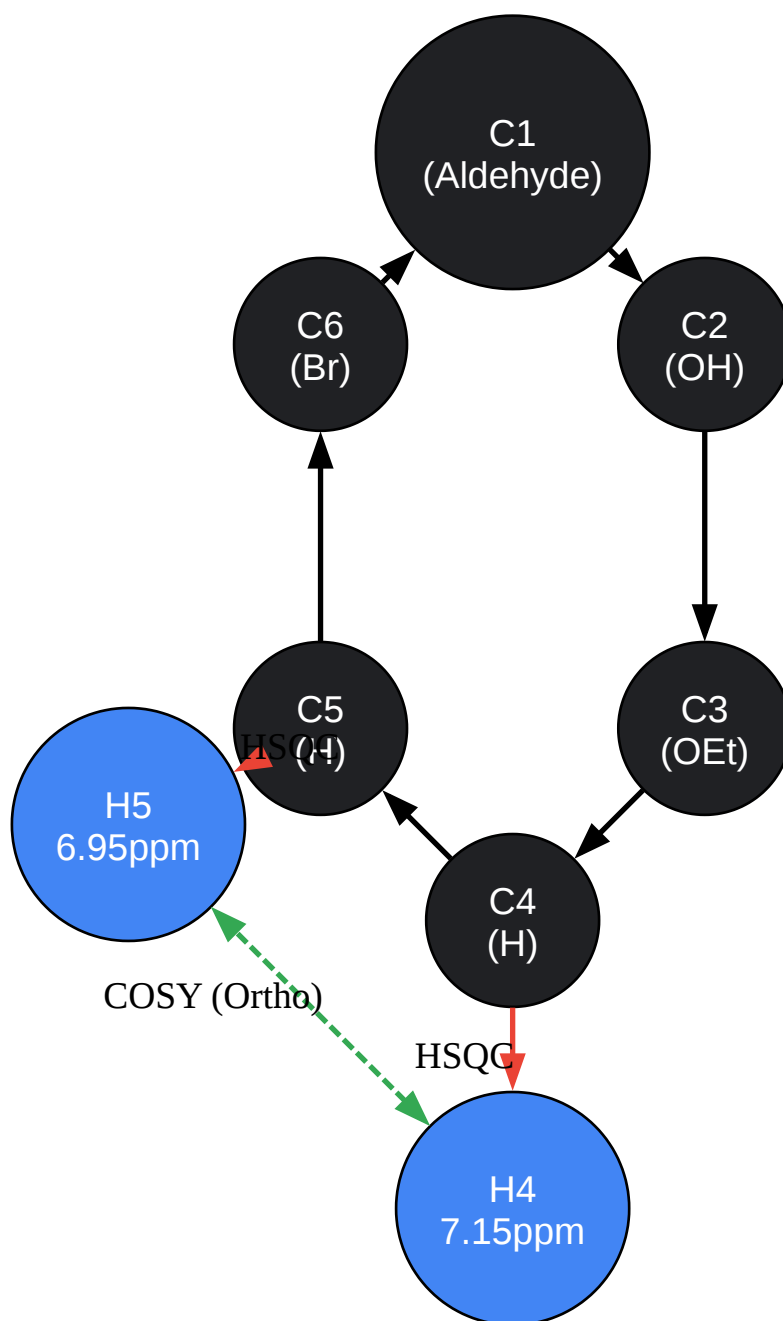 C1
(Aldehyde)
C6
(Br)
C2
(OH)
C5
(H)
C3
(OEt)
HSQC
H5
6.95ppm
C4
(H)
COSY (Ortho)
HSQC
H4
7.15ppm